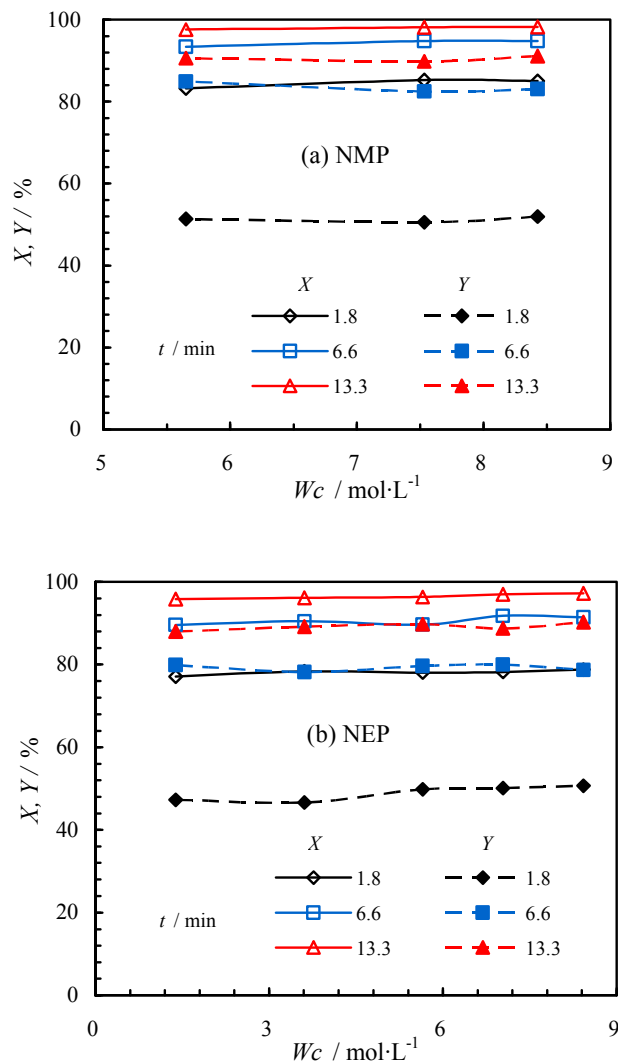 100
80
60
40
20
0
X, Y / %
(a) NMP
X Y
t / min
1.8 1.8
6.6 6.6
13.3 13.3
5 6 7 8 9
Wc / mol·L-1
100
80
60
40
20
0
X, Y / %
(b) NEP
X Y
t / min
1.8 1.8
6.6 6.6
13.3 13.3
0 3 6 9
Wc / mol·L-1